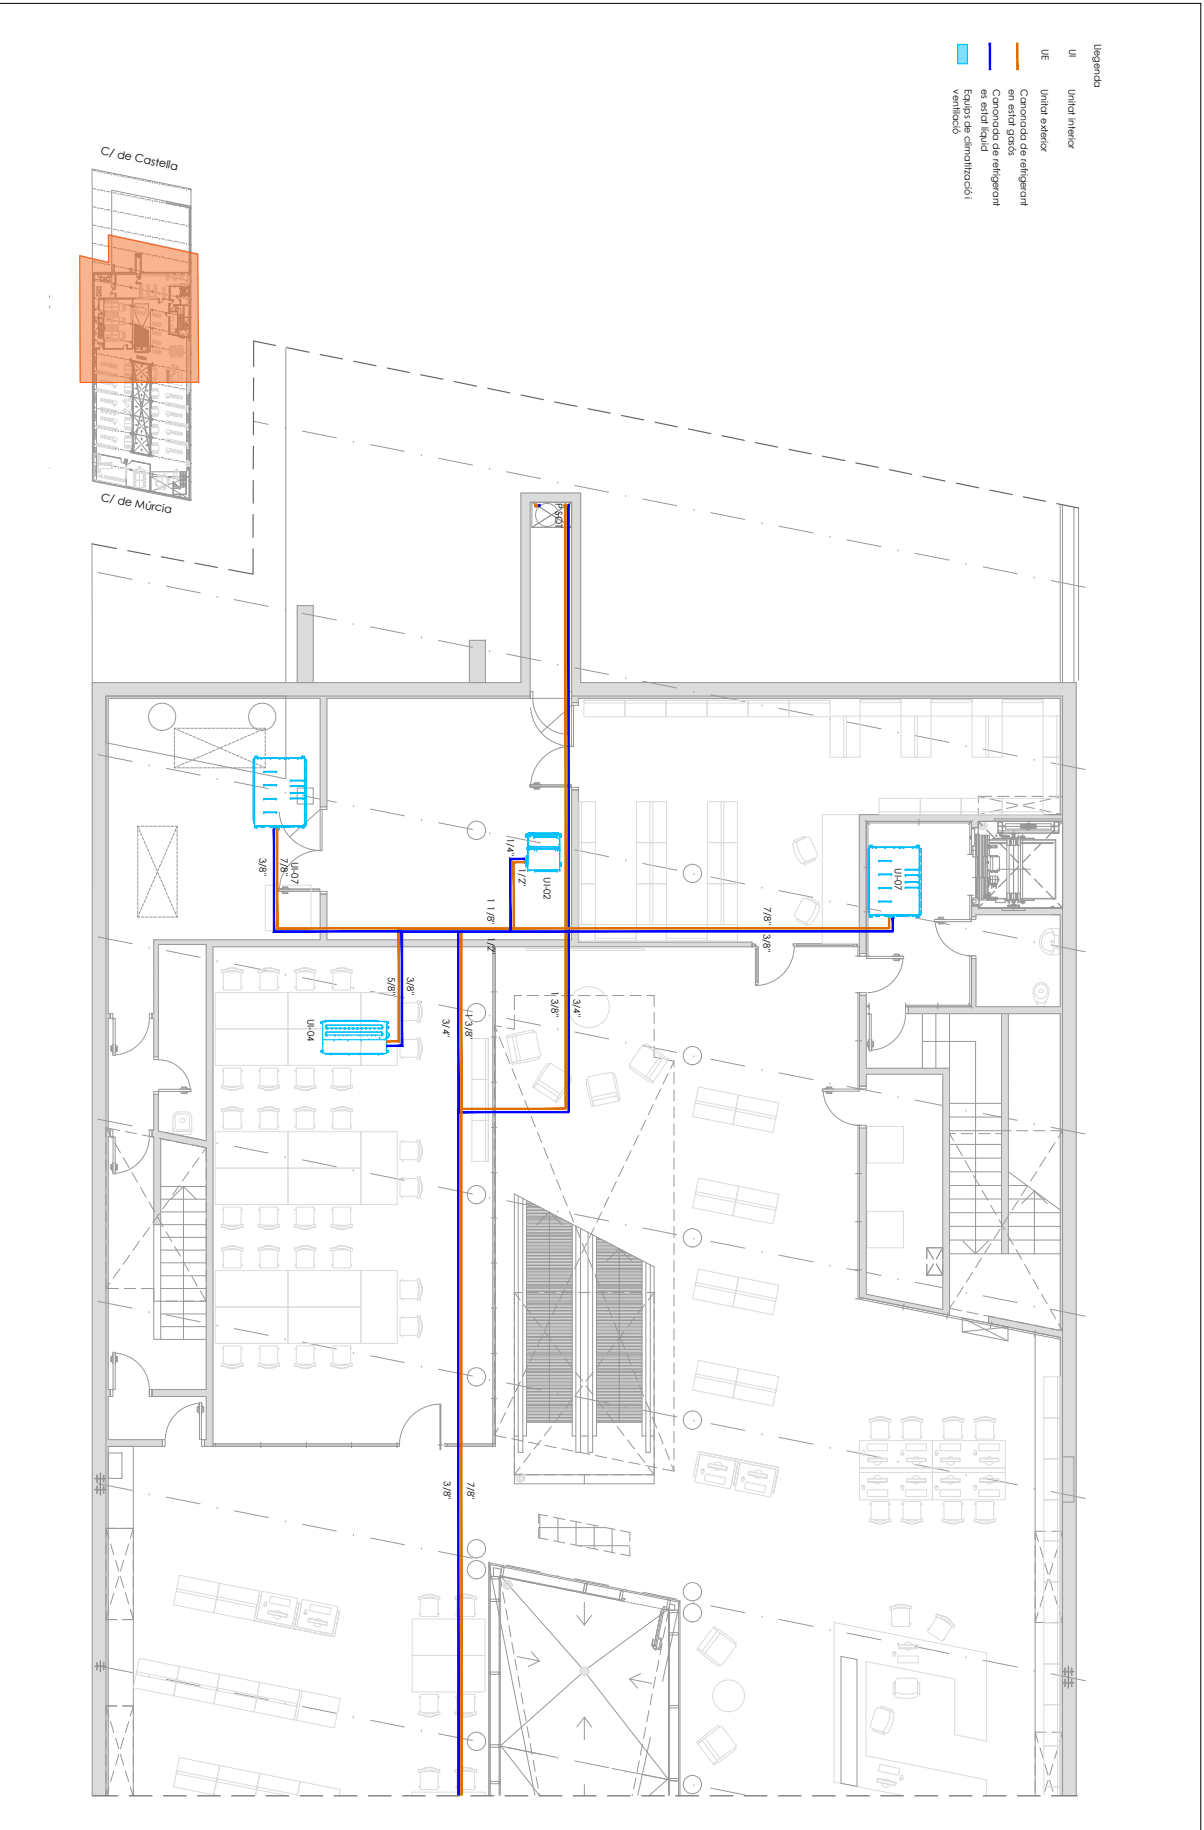 Llegenda
UI Unitat interior
UE Unitat exterior
Canonada de refrigerant
en estat gasós
Canonada de refrigerant
es estat líquid
Equips de climatització i
ventilació
C/ de Castella
C/ de Múrcia
UI-07
7/8"
3/8"
1/4"
1/2"
UI-02
1 1/8"
1/2"
UI-07
7/8"
3/8"
3/8"
5/8"
UI-04
1 3/8"
3/4"
3/4"
1 3/8"
7/8"
3/8"